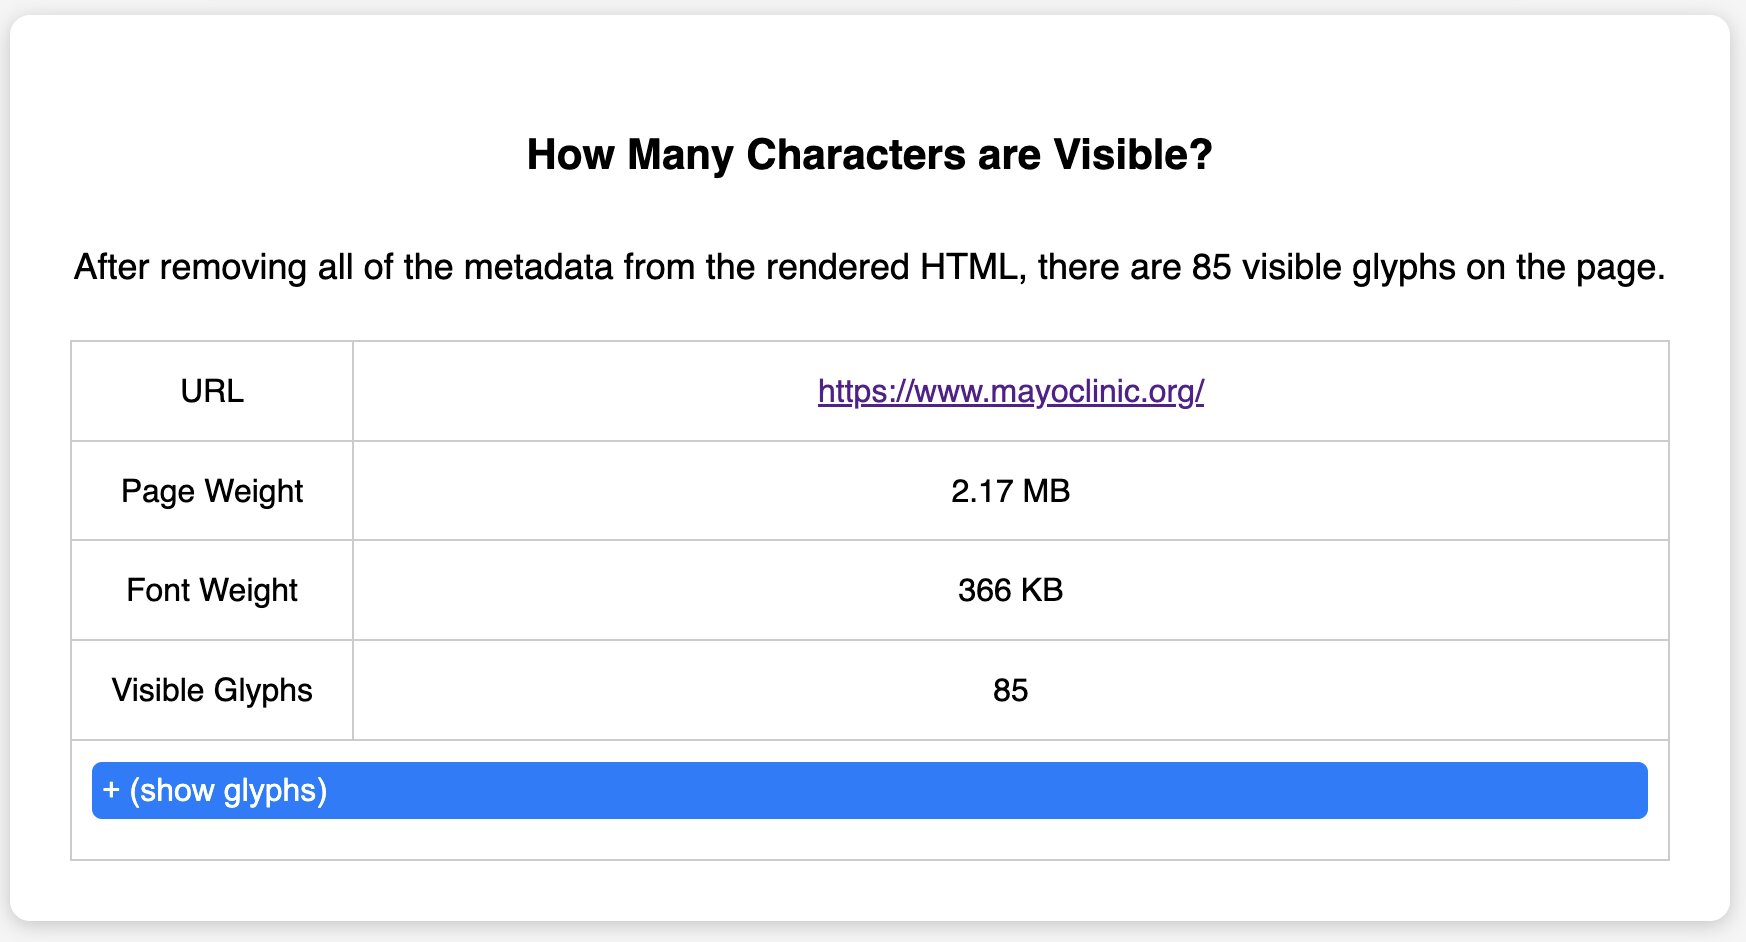 How Many Characters are Visible?
After removing all of the metadata from the rendered HTML, there are 85 visible glyphs on the page.
URL https://www.mayoclinic.org/
Page Weight 2.17 MB
Font Weight 366 KB
Visible Glyphs 85
+ (show glyphs)